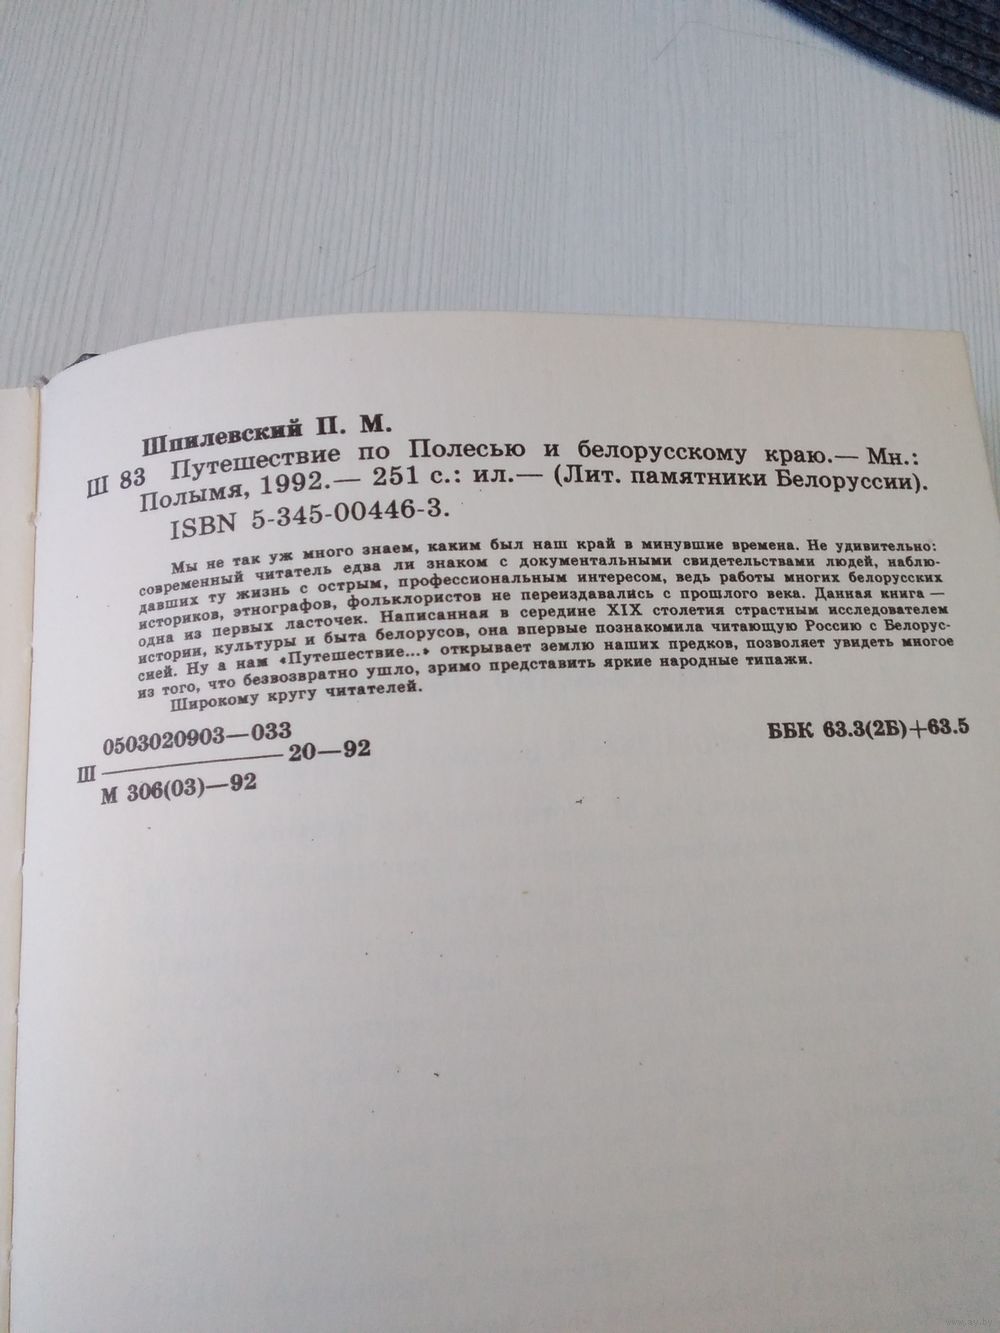 Шпилевский П. М.
Ш 83 Путешествие по Полесью и белорусскому краю.— Мн.:
Полымя, 1992.— 251 с.: ил.— (Лит. памятники Белоруссии).
ISBN 5-345-00446-3.
Мы не так уж много знаем, каким был наш край в минувшие времена. Не удивительно:
современный читатель едва ли знаком с документальными свидетельствами людей, наблю-
давших ту жизнь с острым, профессиональным интересом, ведь работы многих белорусских
историков, этнографов, фольклористов не переиздавались с прошлого века. Данная книга —
одна из первых ласточек. Написанная в середине XIX столетия страстным исследователем
истории, культуры и быта белорусов, она впервые познакомила читающую Россию с Белорус-
сией. Ну а нам «Путешествие...» открывает землю наших предков, позволяет увидеть многое
из того, что безвозвратно ушло, зримо представить яркие народные типажи.
Широкому кругу читателей.
0503020903—033
Ш 20—92
М 306(03)—92
ББК 63.3(2Б)+63.5
www.ay.by